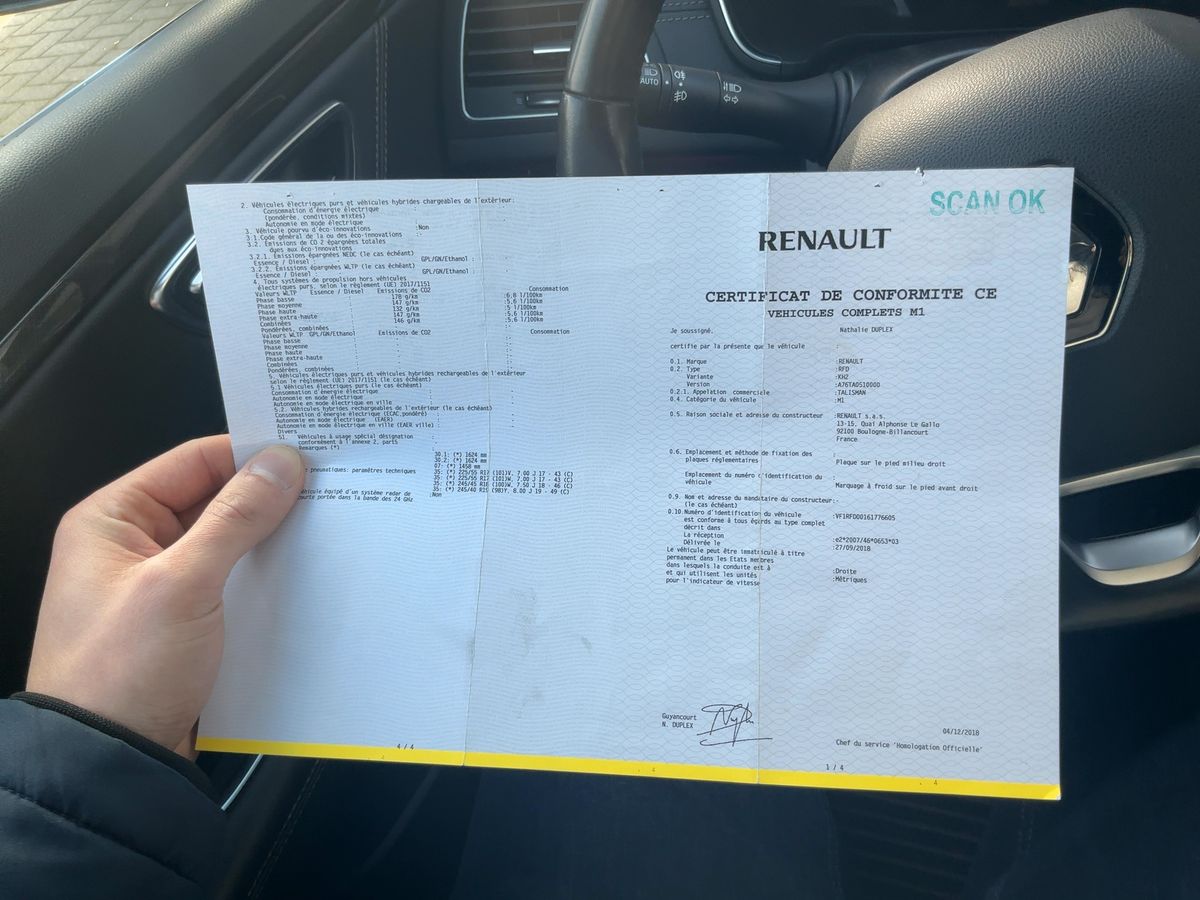 AUTO
2. Véhicules électriques purs et véhicules hybrides chargeables de l'extérieur:
Consommation d'énergie électrique
(pondérée, conditions mixtes)
Autonomie en mode électrique
3. Véhicule pourvu d'éco-innovations :Non
3.1.Code général de la ou des éco-innovations :-
3.2. Émissions de CO 2 épargnées totales
dues aux éco-innovations
3.2.1. Émissions épargnées NEDC (le cas échéant)
Essence / Diesel : GPL/GN/Ethanol :
3.2.2. Émissions épargnées WLTP (le cas échéant)
Essence / Diesel : GPL/GN/Ethanol :
4. Tous systèmes de propulsion hors véhicules
électriques purs, selon le règlement (UE) 2017/1151
Valeurs WLTP Essence / Diesel Emissions de CO2 Consommation
Phase basse 178 g/km :6.8 l/100km
Phase moyenne 147 g/km :5.6 l/100km
Phase haute 132 g/km :5 l/100km
Phase extra-haute 147 g/km :5.6 l/100km
Combinées 146 g/km :5.6 l/100km
Pondérées, combinées
Valeurs WLTP GPL/GN/Ethanol Emissions de CO2 Consommation
Phase basse
Phase moyenne
Phase haute
Phase extra-haute
Combinées
Pondérées, combinées
5. Véhicules électriques purs et véhicules hybrides rechargeables de l'extérieur
selon le règlement (UE) 2017/1151 (le cas échéant)
5.1 Véhicules électriques purs (le cas échéant)
Consommation d'énergie électrique
Autonomie en mode électrique
Autonomie en mode électrique en ville
5.2. Véhicules hybrides rechargeables de l'extérieur (le cas échéant)
Consommation d'énergie électrique (ECAC,pondéré)
Autonomie en mode électrique (EAER)
Autonomie en mode électrique en ville (EAER ville) :
Divers
51. Véhicules à usage spécial désignation
conformément à l'annexe 2, part5
Remarques (*)
30.1: (*) 1624 mm
30.2: (*) 1624 mm
07: (*) 1458 mm
pneumatiques: paramètres techniques 35: (*) 225/55 R17 (101)V, 7.00 J 17 - 43 (C)
35: (*) 225/55 R17 (101)W, 7.00 J 17 - 43 (C)
35: (*) 245/45 R18 (100)W, 7.50 J 18 - 46 (C)
35: (*) 245/40 R19 (98)Y, 8.00 J 19 - 49 (C)
véhicule équipé d'un système radar de
courte portée dans la bande des 24 GHz :Non
4 / 4
SCAN OK
RENAULT
CERTIFICAT DE CONFORMITE CE
VEHICULES COMPLETS M1
Je soussigné, Nathalie DUPLEX
certifie par la présente que le véhicule :
0.1. Marque :RENAULT
0.2. Type :RFD
Variante :KH2
Version :A76TA0510000
0.2.1. Appelation commerciale :TALISMAN
0.4. Catégorie du véhicule :M1
0.5. Raison sociale et adresse du constructeur :RENAULT s.a.s.
13-15, Quai Alphonse Le Gallo
92100 Boulogne-Billancourt
France
0.6. Emplacement et méthode de fixation des :
plaques réglementaires Plaque sur le pied milieu droit
Emplacement du numéro d'identification du :
véhicule Marquage à froid sur le pied avant droit
0.9. Nom et adresse du mandataire du constructeur:-
(le cas échéant)
0.10.Numéro d'identification du véhicule :VF1RFD00161776605
est conforme à tous égards au type complet
décrit dans
La réception :e2*2007/46*0653*03
Délivrée le :27/09/2018
Le véhicule peut être immatriculé à titre
permanent dans les Etats membres
dans lesquels la conduite est à :Droite
et qui utilisent les unités :Métriques
pour l'indicateur de vitesse
Guyancourt
N. DUPLEX
04/12/2018
Chef du service 'Homologation Officielle'
1 / 4